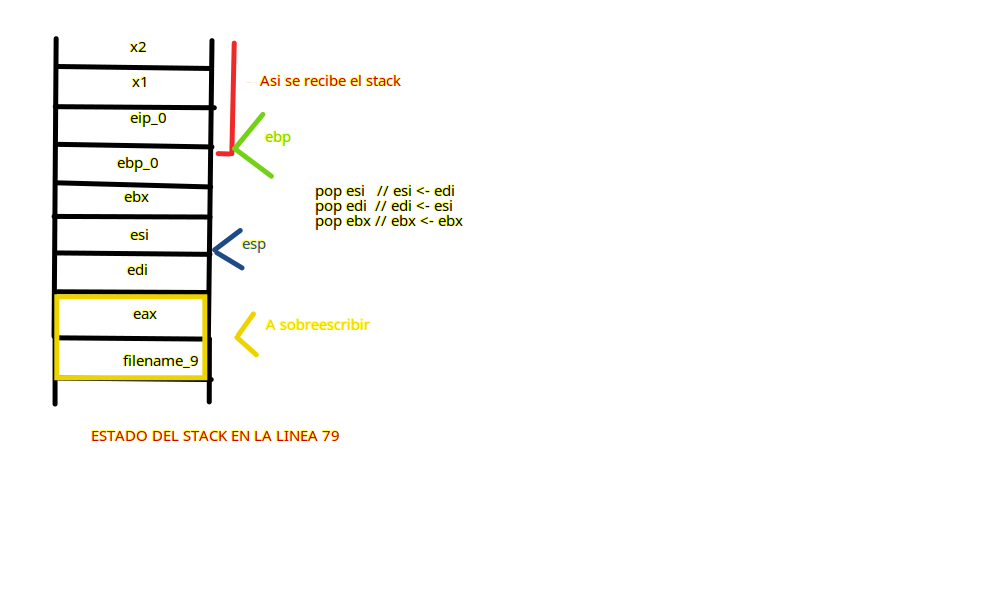 x2
x1
Asi se recibe el stack
eip_0
ebp
ebp_0
ebx
pop esi   // esi <- edi
pop edi  // edi <- esi
pop ebx // ebx <- ebx
esi
esp
edi
eax
A sobreescribir
filename_9
ESTADO DEL STACK EN LA LINEA 79